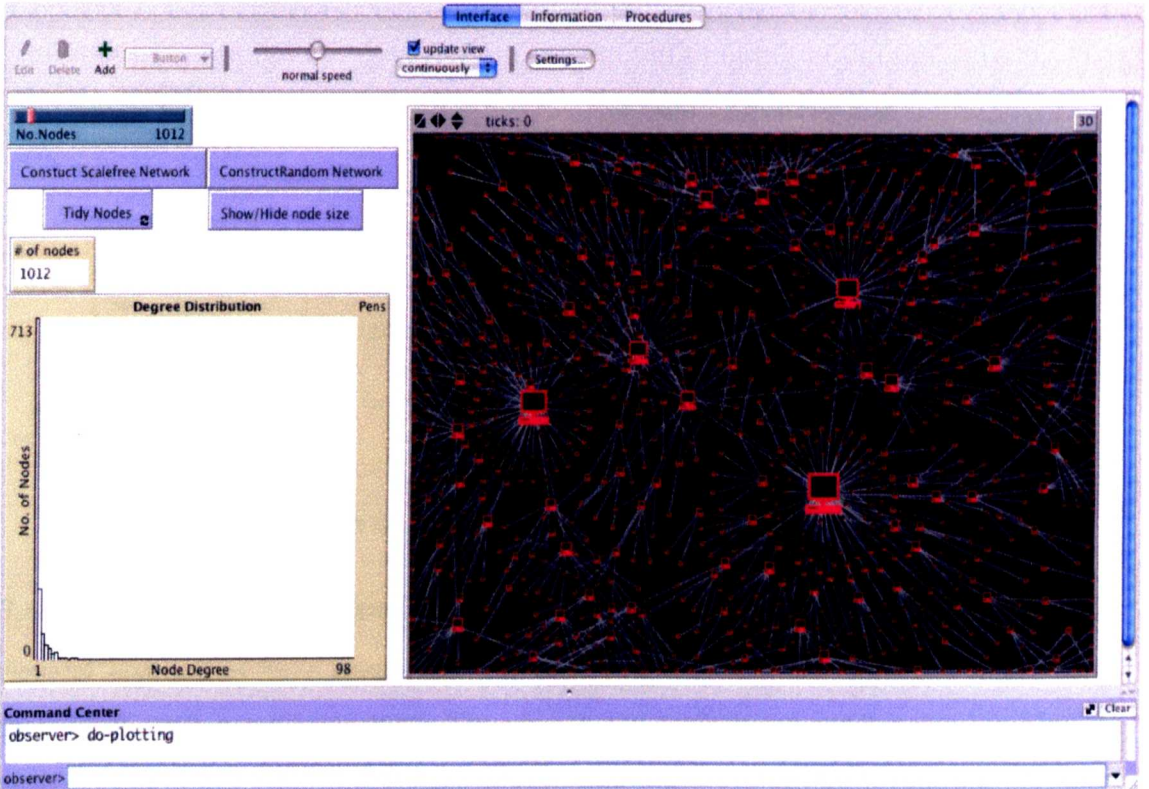 Interface Information Procedures
Edit Delete Add Button normal speed update view continuously Settings...
No.Nodes 1012
ticks: 0 3D
Constuct Scalefree Network ConstructRandom Network
Tidy Nodes Show/Hide node size
# of nodes
1012
Degree Distribution Pens
713
No. of Nodes
0
1 Node Degree 98
Command Center Clear
observer> do-plotting
observer>